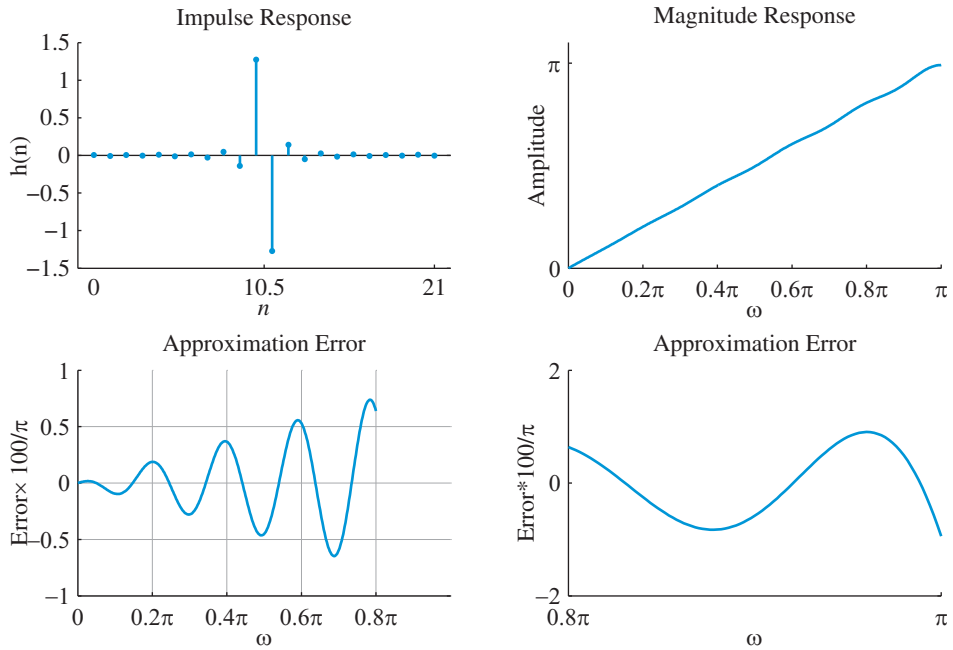 Impulse Response
1.5
1
0.5
0
−0.5
−1
−1.5
h(n)
0
10.5
21
n
Magnitude Response
π
0
Amplitude
0
0.2π
0.4π
0.6π
0.8π
π
ω
Approximation Error
1
0.5
0
−0.5
−1
Error× 100/π
0
0.2π
0.4π
0.6π
0.8π
ω
Approximation Error
2
0
−2
Error*100/π
0.8π
π
ω